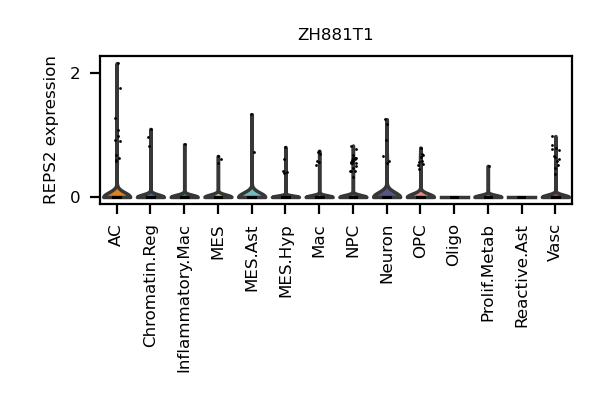 ZH881T1
REPS2 expression
2
0
AC
Chromatin.Reg
Inflammatory.Mac
MES
MES.Ast
MES.Hyp
Mac
NPC
Neuron
OPC
Oligo
Prolif.Metab
Reactive.Ast
Vasc